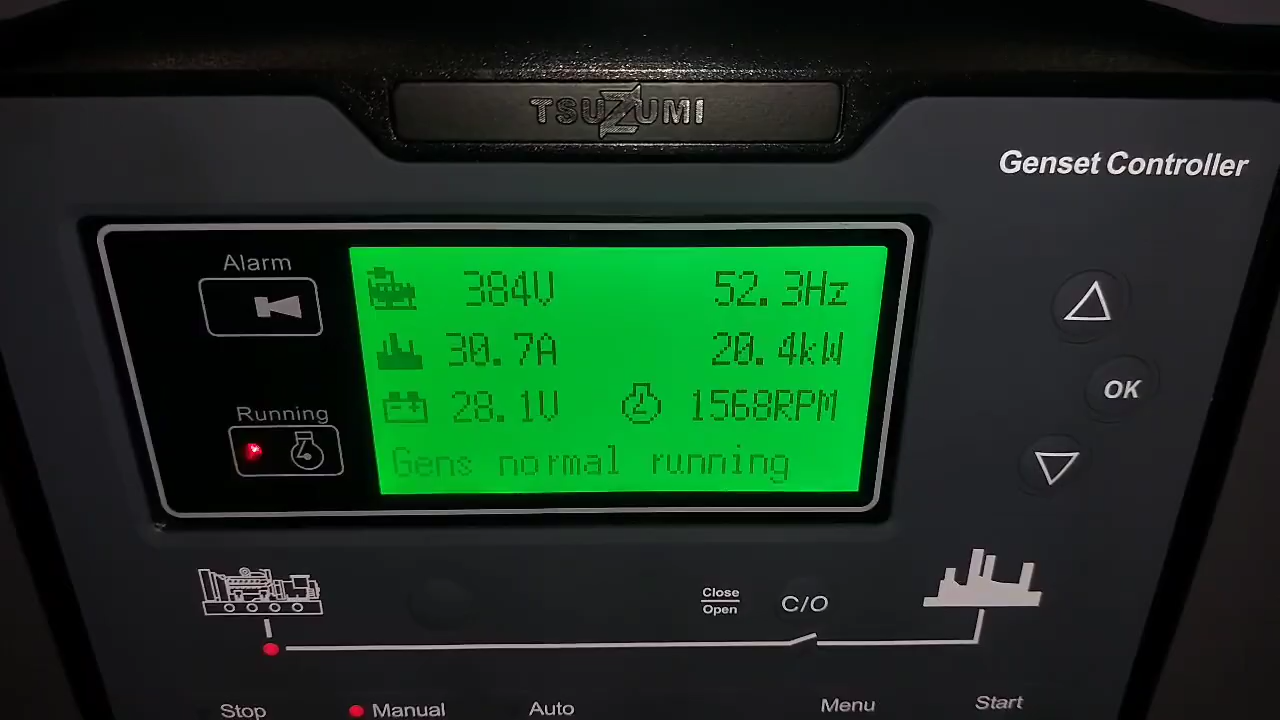 TSUZUMI
Genset Controller
Alarm
384V 52.3Hz
30.7A 20.4kW
Running
28.1V 1568RPM
Gens normal running
OK
Close
Open
C/O
Stop Manual Auto Menu Start